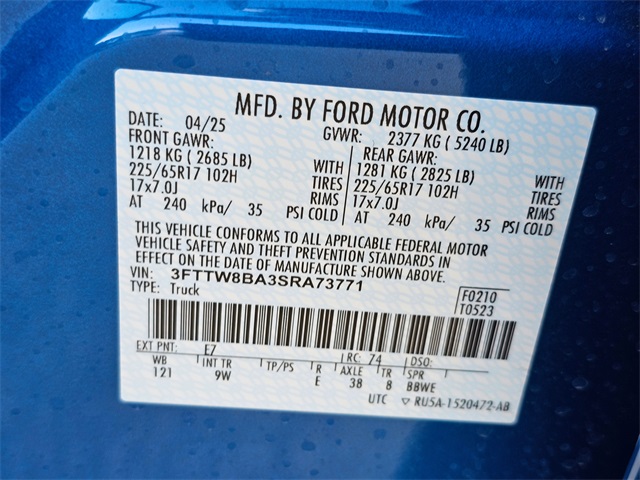 MFD. BY FORD MOTOR CO.
DATE: 04/25 GVWR: 2377 KG ( 5240 LB)
FRONT GAWR: REAR GAWR:
1218 KG ( 2685 LB) WITH 1281 KG ( 2825 LB) WITH
225/65R17 102H TIRES 225/65R17 102H TIRES
17x7.0J RIMS 17x7.0J RIMS
AT 240 kPa/ 35 PSI COLD AT 240 kPa/ 35 PSI COLD
THIS VEHICLE CONFORMS TO ALL APPLICABLE FEDERAL MOTOR
VEHICLE SAFETY AND THEFT PREVENTION STANDARDS IN
EFFECT ON THE DATE OF MANUFACTURE SHOWN ABOVE.
VIN: 3FTTW8BA3SRA73771
TYPE: Truck
F0210
T0523
EXT PNT: E7 RC: 74 DSO:
WB INT TR TP/PS R AXLE TR SPR
121 9W E 38 8 BBWE
UTC ▽ RU5A-1520472-AB